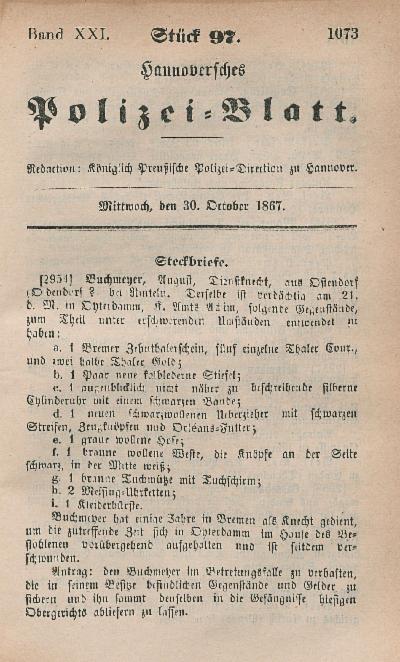 Band XXI. Stück 97. 1073
Hannoversches
Polizei-Blatt.
Redaction: Königlich Preußische Polizei-Direction zu Hannover.
Mittwoch, den 30. October 1867.
Steckbriefe.
[2954] Buchmeyer, August, Dienstknecht, aus Ostendorf
(Odendorf? bei Rinteln. Derselbe ist verdächtig am 21.
d. M. in Oyterdamm, K. Amts Achim, folgende Gegenstände,
zum Theil unter erschwerenden Umständen entwendet zu
haben:
a. 1 Bremer Zehnthalerschein, fünf einzelne Thaler Cour.,
und zwei halbe Thaler Gold;
b. 1 Paar neue kalblederne Stiefel;
c. 1 augenblicklich nicht näher zu beschreibende silberne
Cylinderuhr mit einem schwarzen Bande;
d. 1 neuen schwarzwollenen Ueberzieher mit schwarzen
Streifen, Zeugknöpfen und Orléans-Futter;
e. 1 graue wollene Hose;
f. 1 braune wollene Weste, die Knöpfe an der Seite
schwarz, in der Mitte weiß;
g. 1 braune Tuchmütze mit Tuchschirm;
h. 2 Messing-Uhrketten;
i. 1 Kleiderbürste.
Buchmeyer hat einige Jahre in Bremen als Knecht gedient,
um die zutreffende Zeit sich in Oyterdamm im Hause des Be-
stohlenen vorübergehend aufgehalten und ist seitdem ver-
schwunden.
Antrag: den Buchmeyer im Betretungsfalle zu verhaften,
die in seinem Besitze befindlichen Gegenstände und Gelder zu
sichern und ihn sammt denselben in die Gefängnisse hiesigen
Obergerichts abliefern zu lassen.